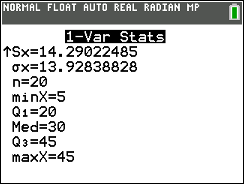 NORMAL FLOAT AUTO REAL RADIAN MP
1-Var Stats
↑Sx=14.29022485
σx=13.92838828
n=20
minX=5
Q₁=20
Med=30
Q₃=45
maxX=45